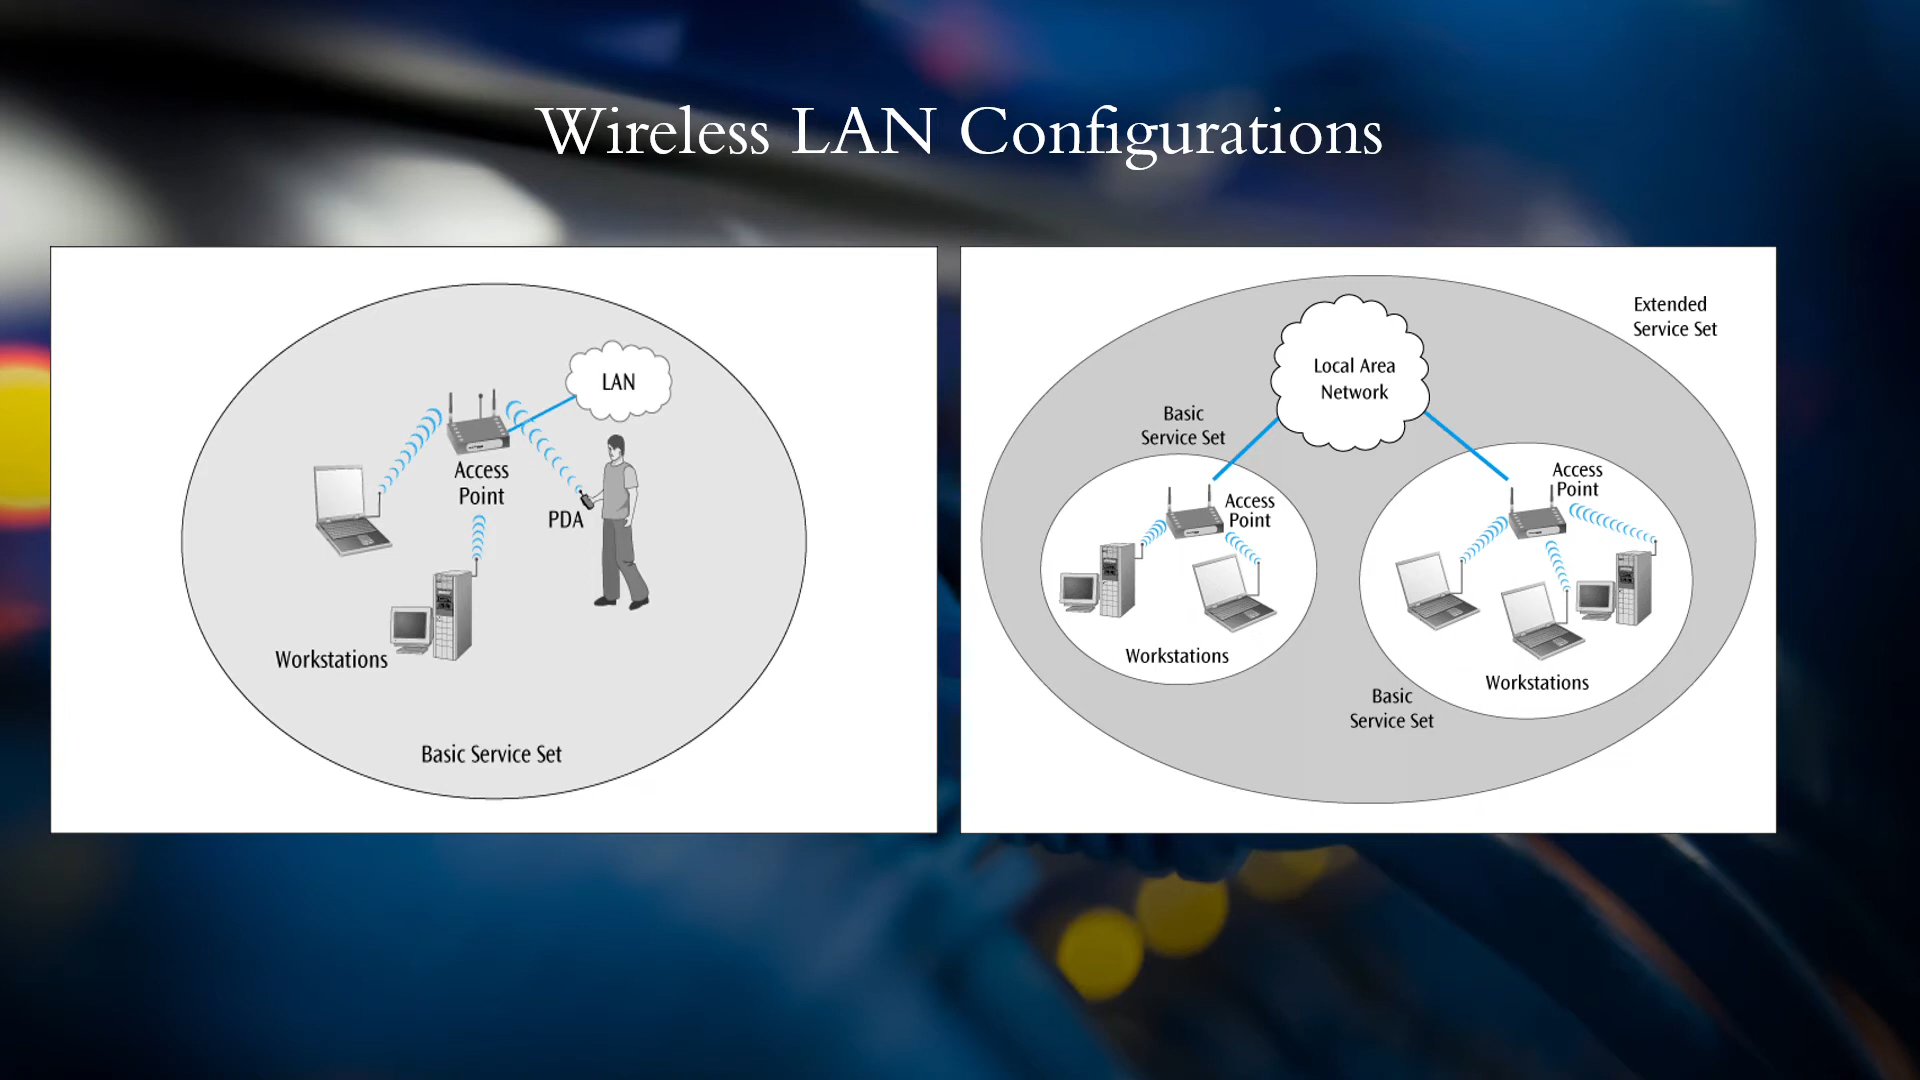 Wireless LAN Configurations
LAN
Access
Point
PDA
Workstations
Basic Service Set
Extended
Service Set
Local Area
Network
Basic
Service Set
Access
Point
Access
Point
Workstations
Workstations
Basic
Service Set